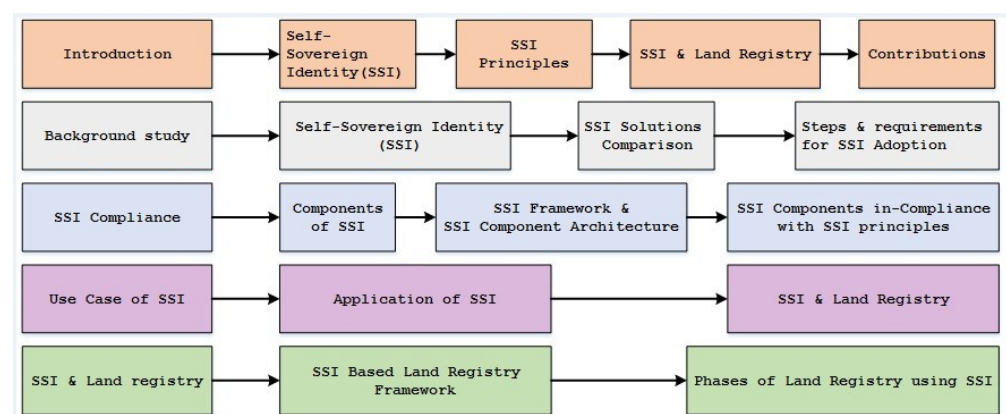 Introduction
Self-
Sovereign
Identity(SSI)
SSI
Principles
SSI & Land Registry
Contributions
Background study
Self-Sovereign Identity
(SSI)
SSI Solutions
Comparison
Steps & requirements
for SSI Adoption
SSI Compliance
Components
of SSI
SSI Framework &
SSI Component Architecture
SSI Components in-Compliance
with SSI principles
Use Case of SSI
Application of SSI
SSI & Land Registry
SSI & Land registry
SSI Based Land Registry
Framework
Phases of Land Registry using SSI